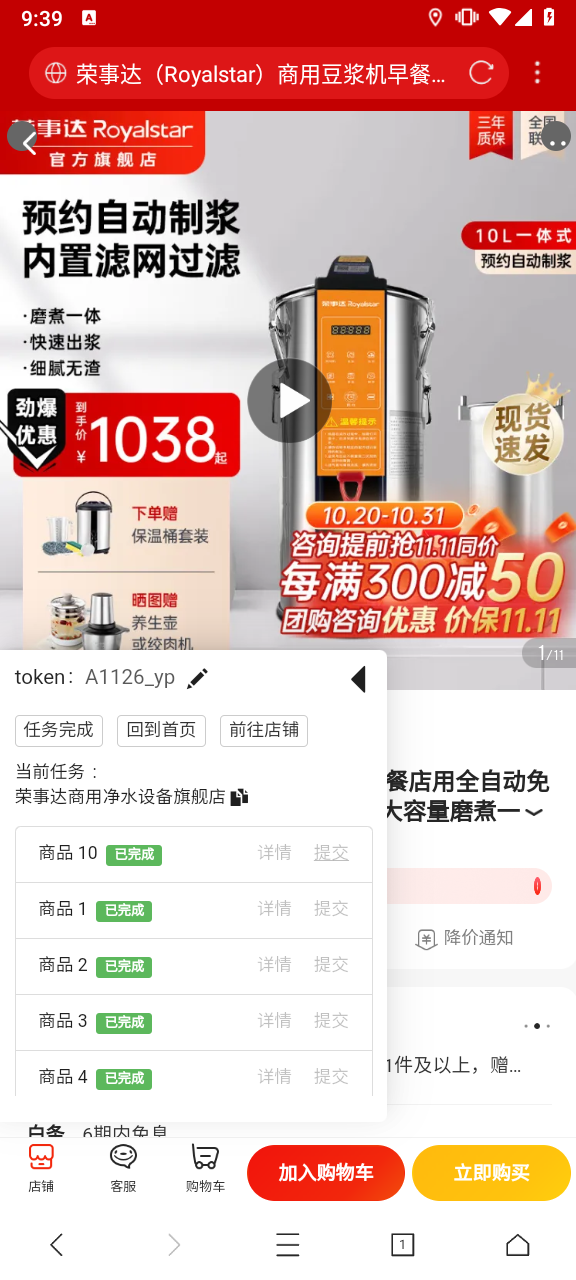 9:39
荣事达（Royalstar）商用豆浆机早餐...
荣事达 Royalstar
官方旗舰店
三年
质保
全国
联
预约自动制浆
内置滤网过滤
·磨煮一体
·快速出浆
·细腻无渣
10L一体式
预约自动制浆
荣事达 Royalstar
温馨提示
劲爆
优惠
到手价
¥1038起
现货
速发
下单赠
保温桶套装
晒图赠
养生壶
或绞肉机
10.20-10.31
咨询提前抢11.11同价
每满300减50
团购咨询优惠 价保11.11
1/11
token： A1126_yp
任务完成
回到首页
前往店铺
当前任务：
荣事达商用净水设备旗舰店
餐店用全自动免
大容量磨煮一
商品 10 已完成 详情 提交
商品 1 已完成 详情 提交
降价通知
商品 2 已完成 详情 提交
商品 3 已完成 详情 提交
1件及以上，赠...
商品 4 已完成 详情 提交
白条 6期内免息
店铺
客服
购物车
加入购物车
立即购买
1